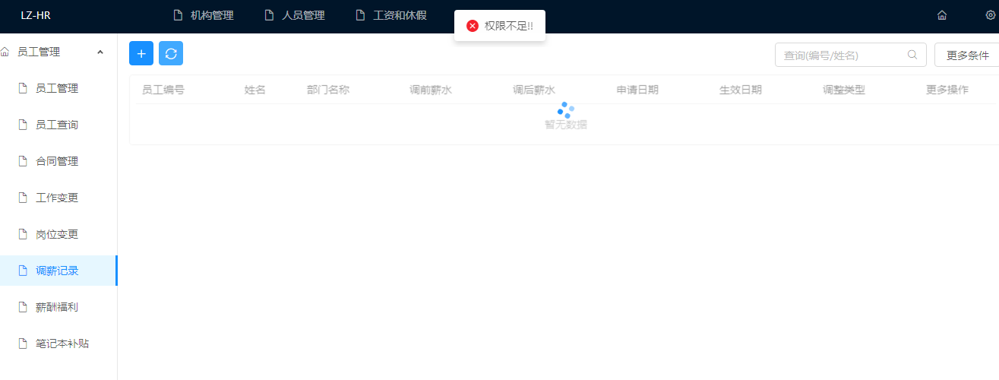 LZ-HR
机构管理
人员管理
工资和休假
权限不足!!
员工管理
员工管理
员工查询
合同管理
工作变更
岗位变更
调薪记录
薪酬福利
笔记本补贴
查询(编号/姓名)
更多条件
员工编号 姓名 部门名称 调前薪水 调后薪水 申请日期 生效日期 调整类型 更多操作
暂无数据